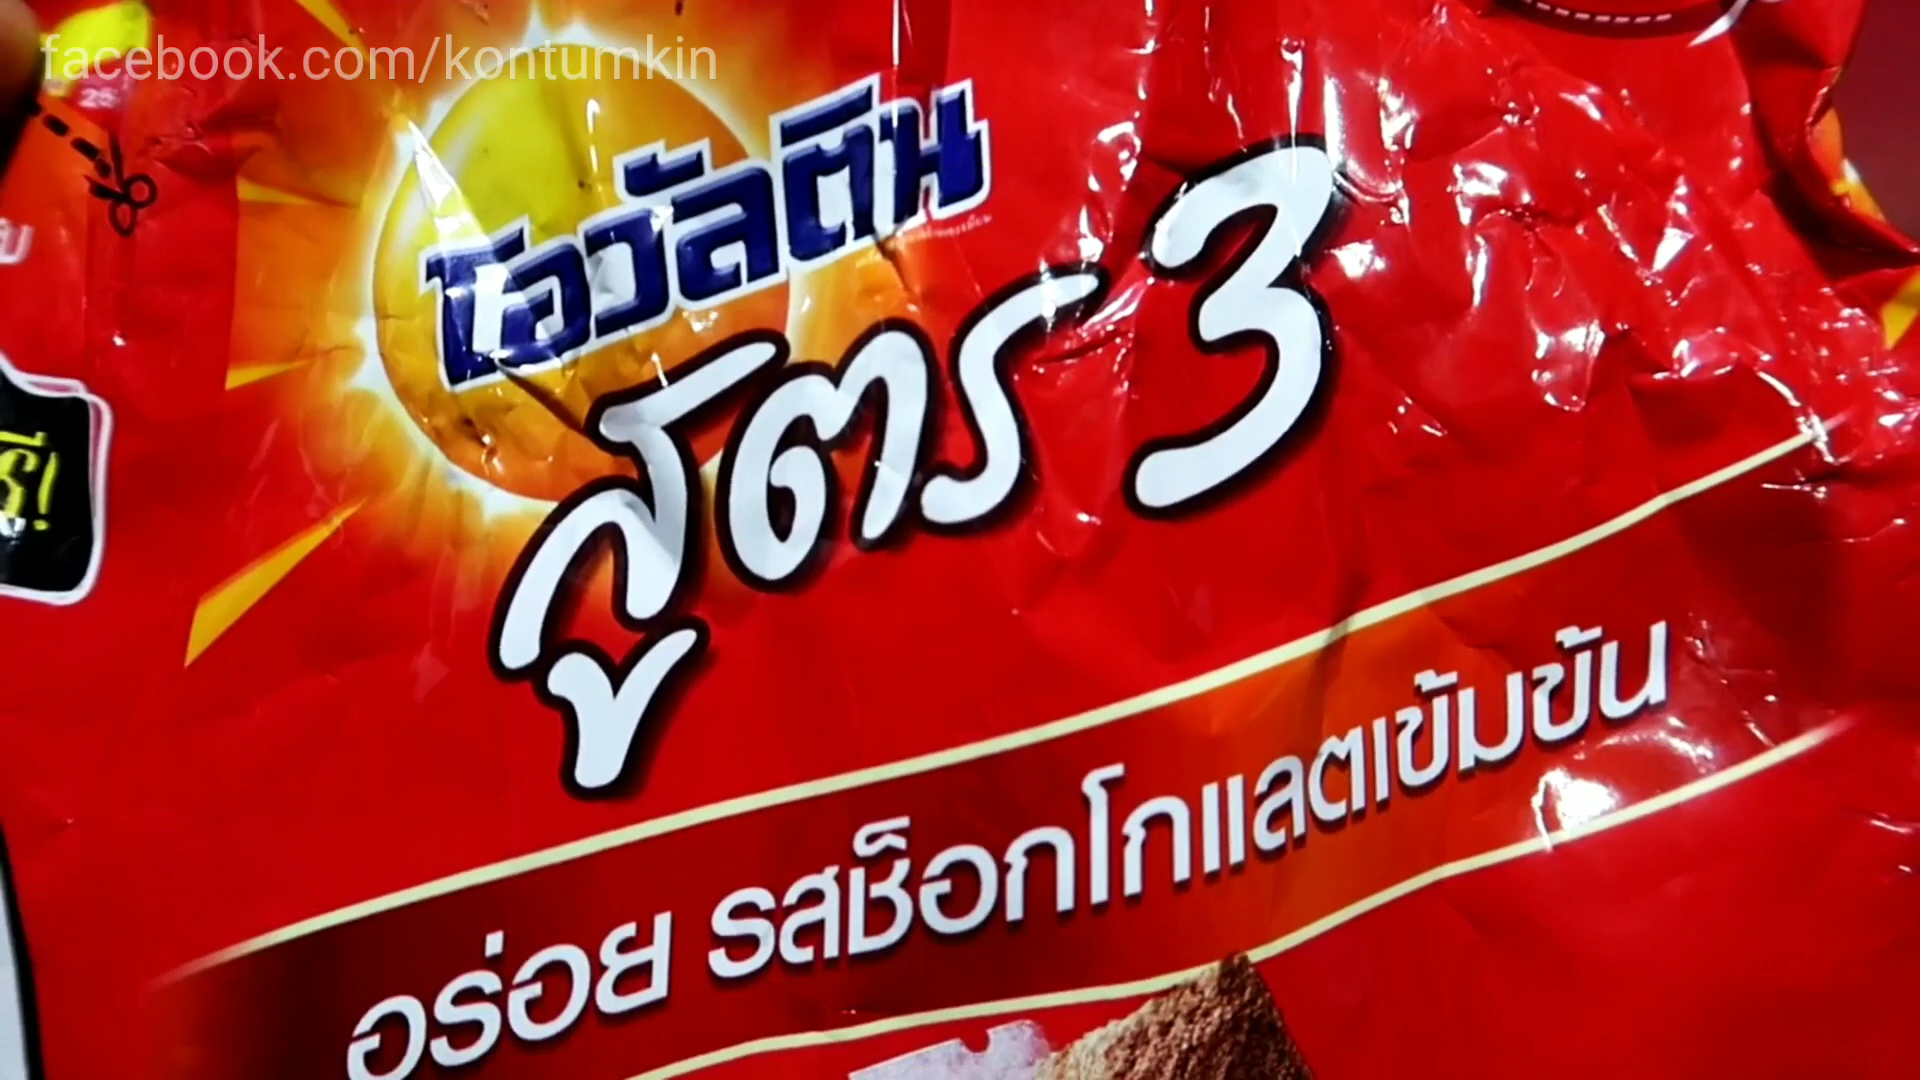 facebook.com/kontumkin
25
โอวัลติน
สูตร 3
อร่อย รสช็อกโกแลตเข้มข้น